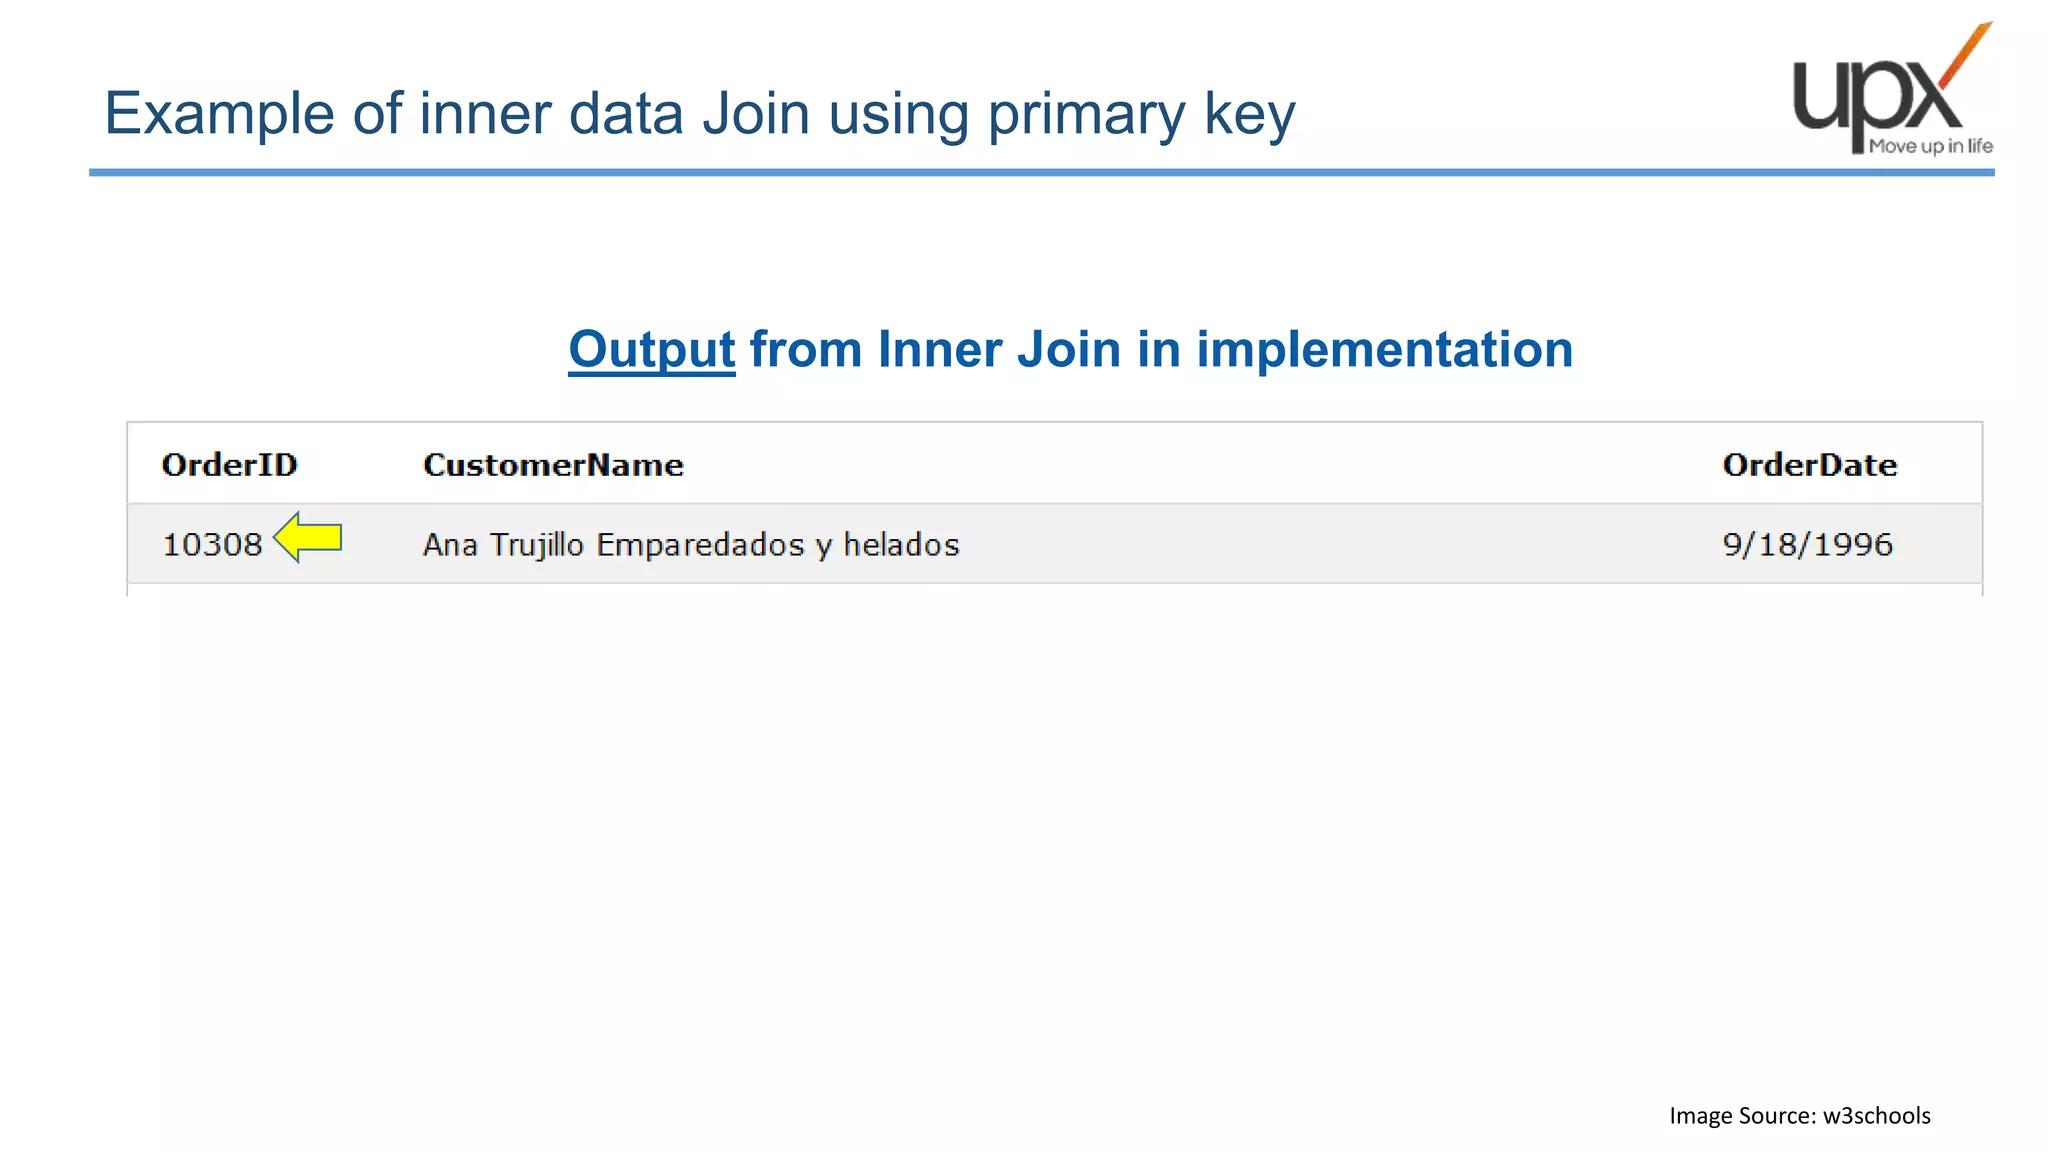 Example of inner data Join using primary key
upx
Move up in life
Output from Inner Join in implementation
OrderID CustomerName OrderDate
10308 Ana Trujillo Emparedados y helados 9/18/1996
Image Source: w3schools